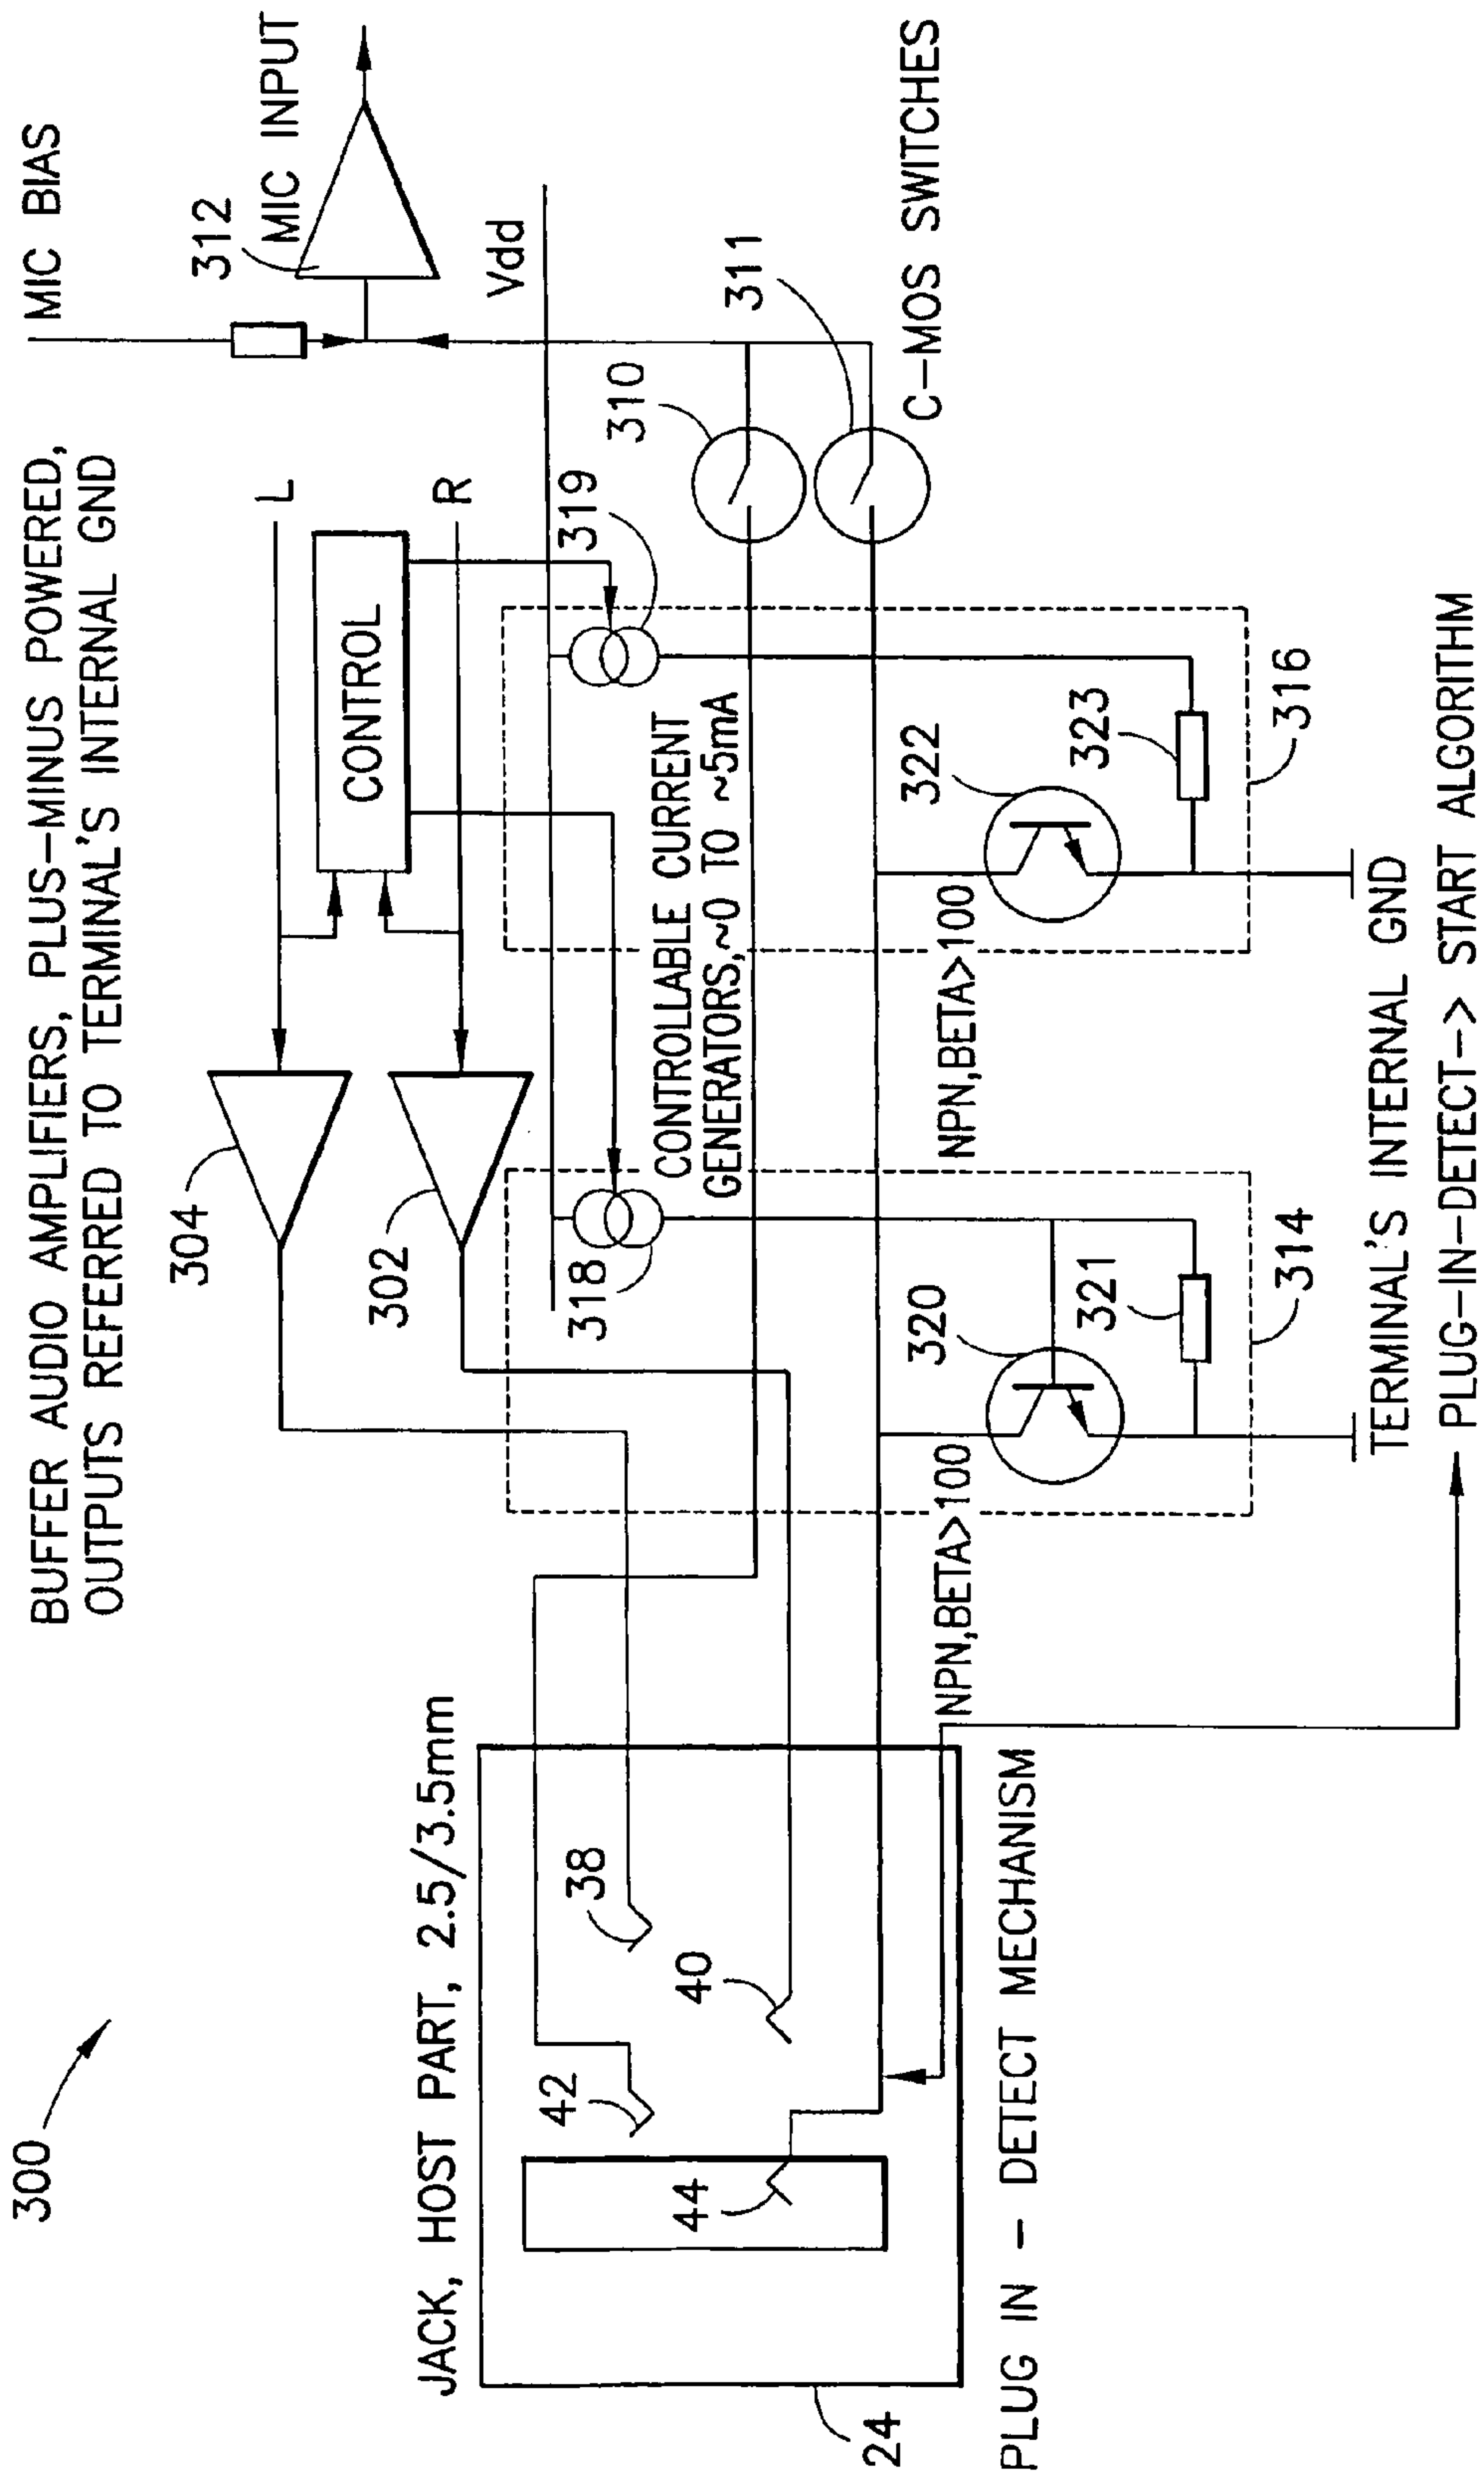 300
BUFFER AUDIO AMPLIFIERS, PLUS-MINUS POWERED,
OUTPUTS REFERRED TO TERMINAL'S INTERNAL GND
MIC BIAS
312
MIC INPUT
304
L
CONTROL
302
R
Vdd
JACK, HOST PART, 2.5/3.5mm
318
319
310
CONTROLLABLE CURRENT
GENERATORS,~0 TO ~5mA
311
42
38
44
40
C-MOS SWITCHES
24
NPN,BETA>100
320
NPN,BETA>100
322
PLUG IN - DETECT MECHANISM
321
323
314
316
TERMINAL'S INTERNAL GND
PLUG-IN-DETECT-> START ALGORITHM